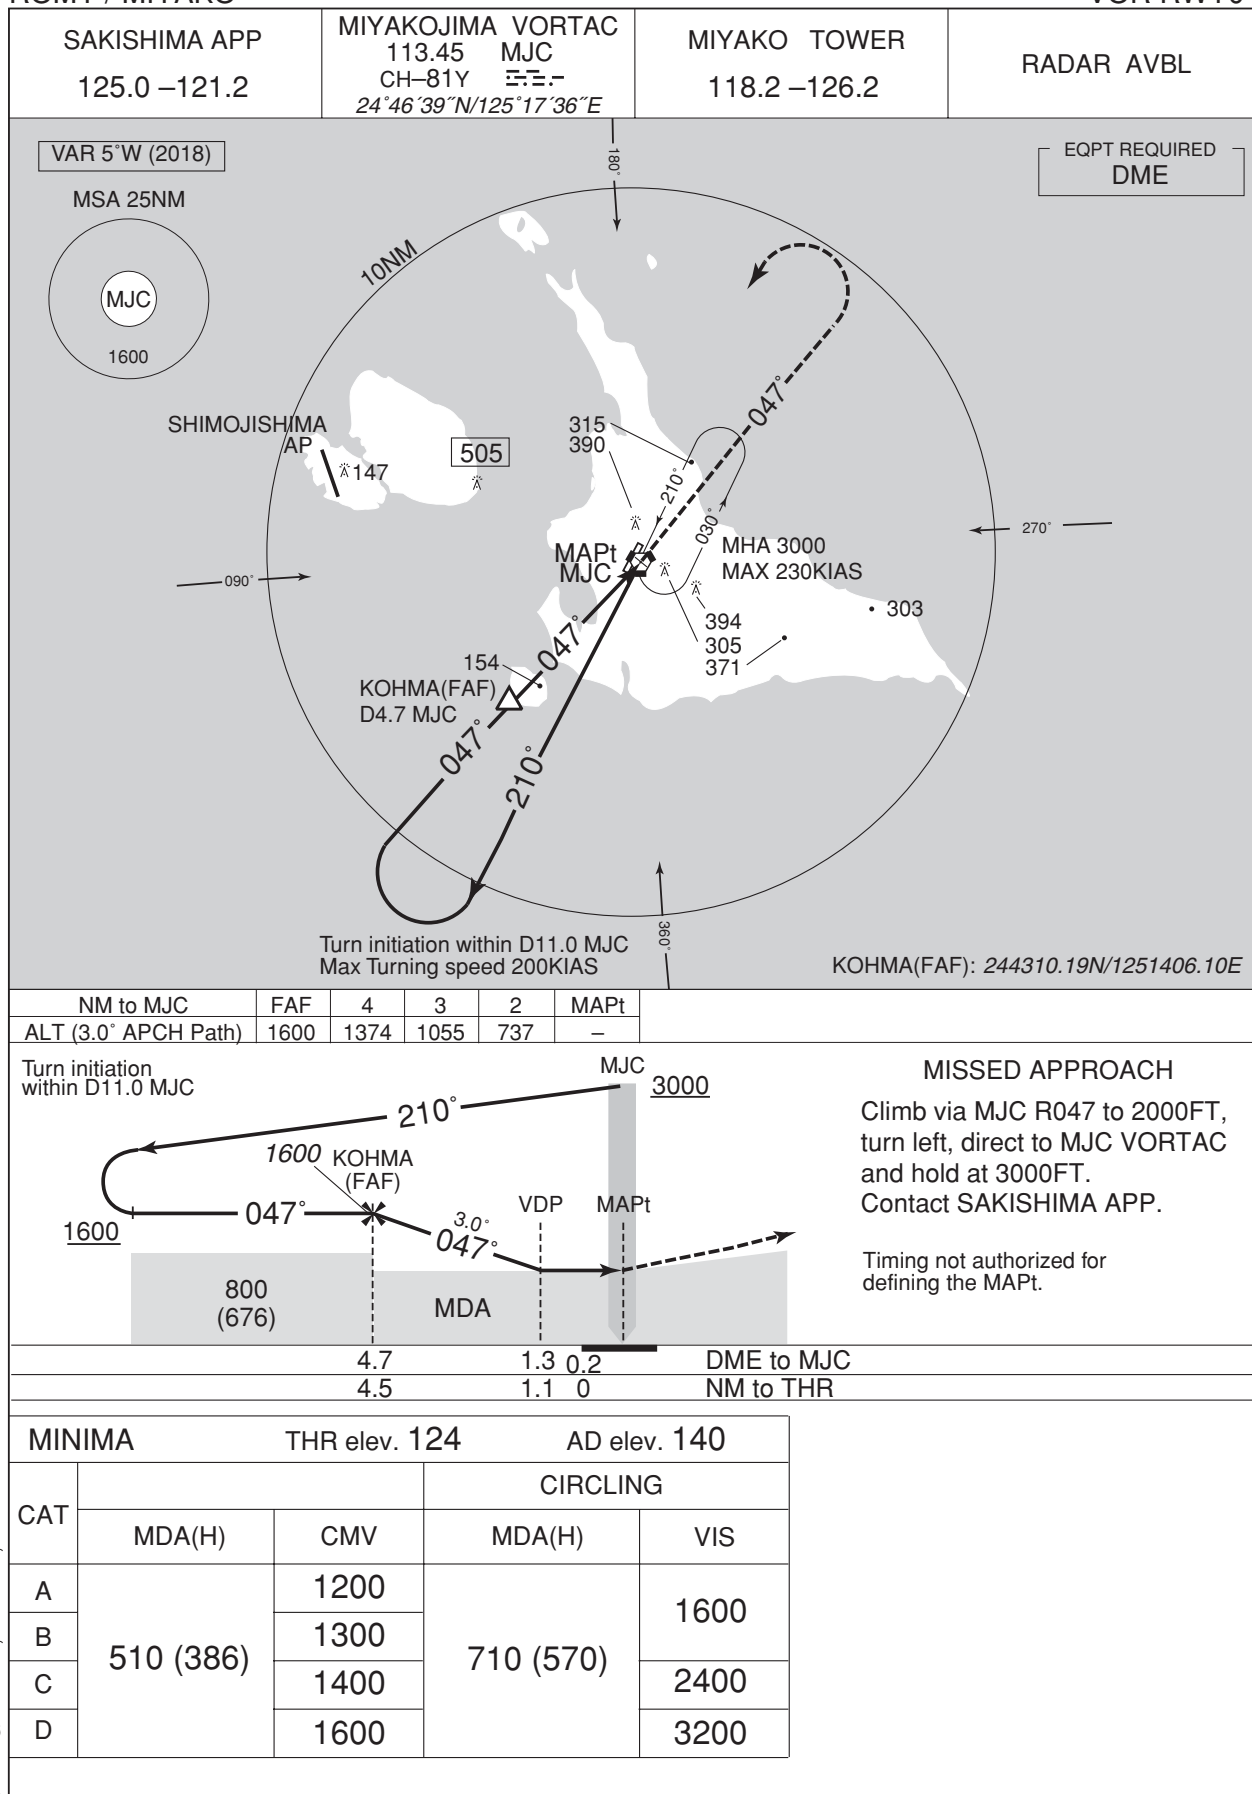 SAKISHIMA APP
125.0 –121.2
MIYAKOJIMA VORTAC
113.45 MJC
CH–81Y
24°46´39˝N/125°17´36˝E
MIYAKO TOWER
118.2 –126.2
RADAR AVBL
VAR 5°W (2018)
MSA 25NM
MJC
1600
EQPT REQUIRED
DME
180°
10NM
047°
SHIMOJISHIMA
AP
147
505
315
390
210°
030°
270°
090°
MAPt
MJC
MHA 3000
MAX 230KIAS
394
305
371
303
047°
154
KOHMA(FAF)
D4.7 MJC
047°
210°
360°
Turn initiation within D11.0 MJC
Max Turning speed 200KIAS
KOHMA(FAF): 244310.19N/1251406.10E
NM to MJC FAF 4 3 2 MAPt
ALT (3.0° APCH Path) 1600 1374 1055 737 –
Turn initiation
within D11.0 MJC
MJC
3000
210°
1600 KOHMA
(FAF)
VDP MAPt
1600
047°
3.0°
047°
800
(676)
MDA
MISSED APPROACH
Climb via MJC R047 to 2000FT,
turn left, direct to MJC VORTAC
and hold at 3000FT.
Contact SAKISHIMA APP.
Timing not authorized for
defining the MAPt.
4.7 1.3 0.2 DME to MJC
4.5 1.1 0 NM to THR
MINIMA THR elev. 124 AD elev. 140
CIRCLING
CAT MDA(H) CMV MDA(H) VIS
A 510 (386) 1200 710 (570) 1600
B 1300
C 1400 2400
D 1600 3200